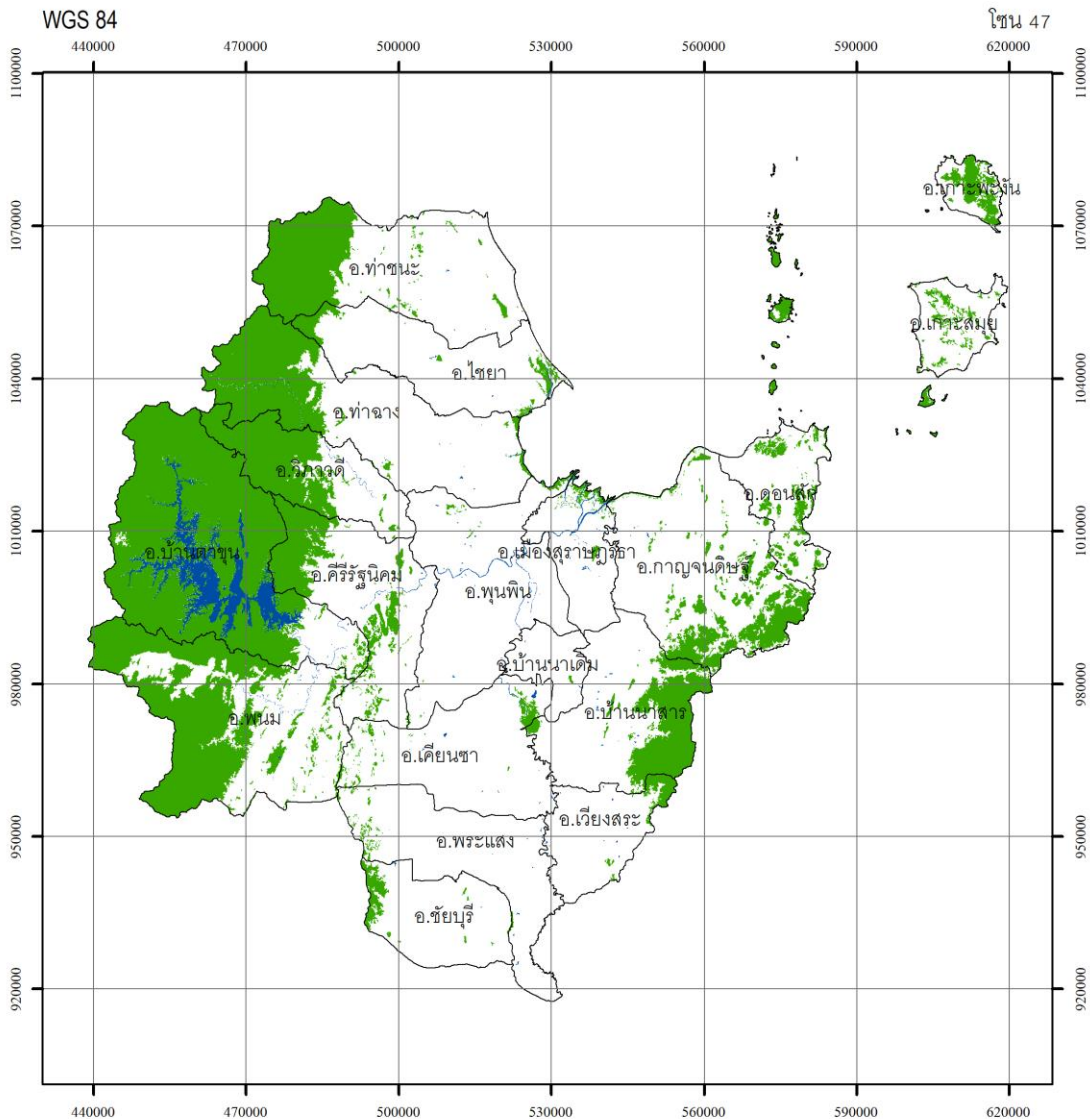 WGS 84
โซน 47
440000 470000 500000 530000 560000 590000 620000
1100000 1100000
อ.เกาะพะงัน
1070000 1070000
อ.ท่าชนะ
อ.เกาะสมุย
อ.ไชยา
1040000 1040000
อ.ท่าฉาง
อ.วิภาวดี
อ.ดอนสัก
1010000 1010000
อ.บ้านตาขุน
อ.เมืองสุราษฎร์ธา
อ.กาญจนดิษฐ์
อ.คีรีรัฐนิคม
อ.พุนพิน
อ.บ้านนาเดิม
980000 980000
อ.พนม
อ.บ้านนาสาร
อ.เคียนซา
อ.เวียงสระ
950000 950000
อ.พระแสง
อ.ชัยบุรี
920000 920000
440000 470000 500000 530000 560000 590000 620000